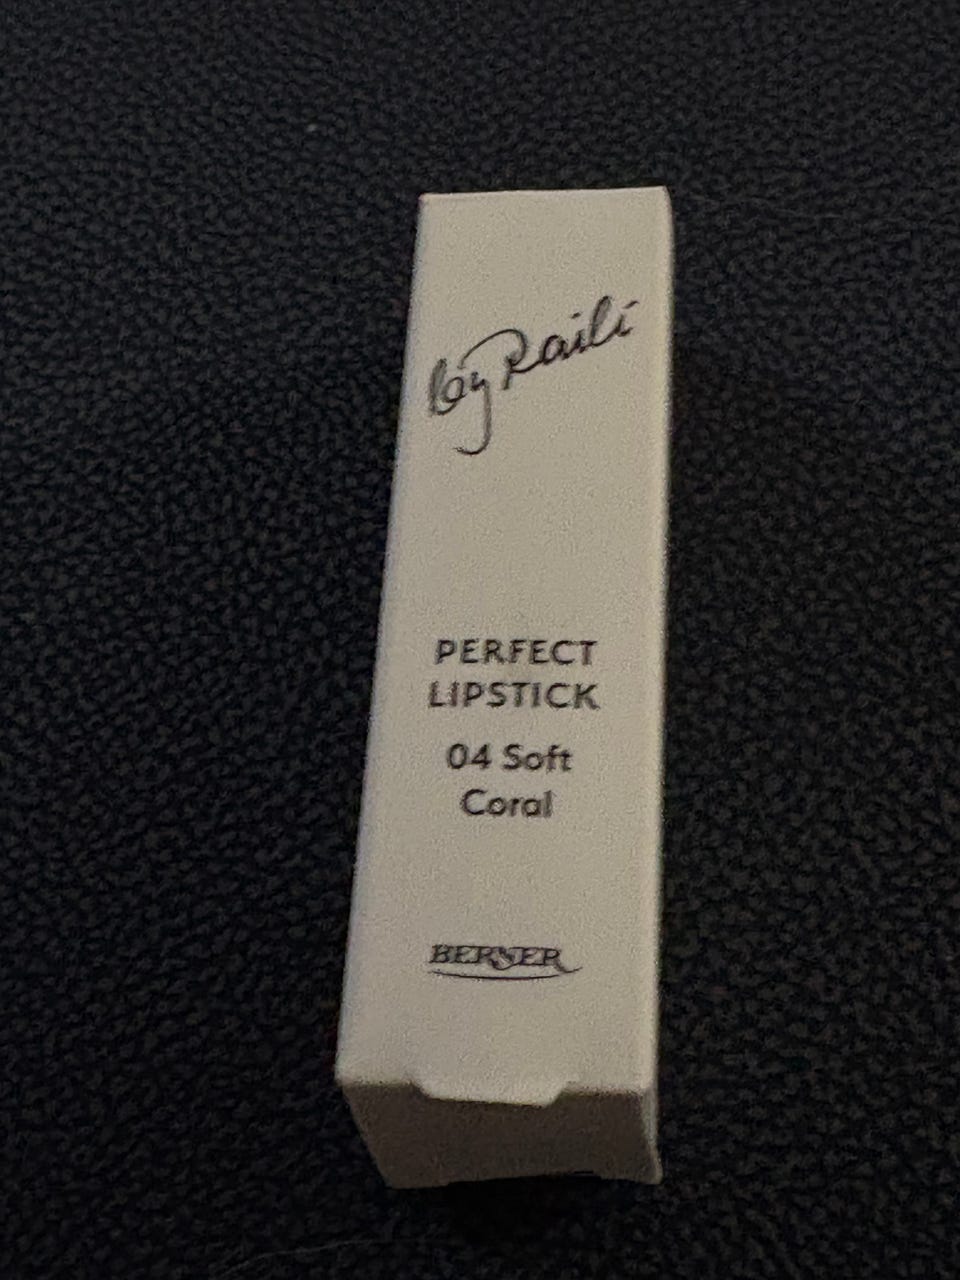 by Raili
PERFECT
LIPSTICK
04 Soft
Coral
BERNER